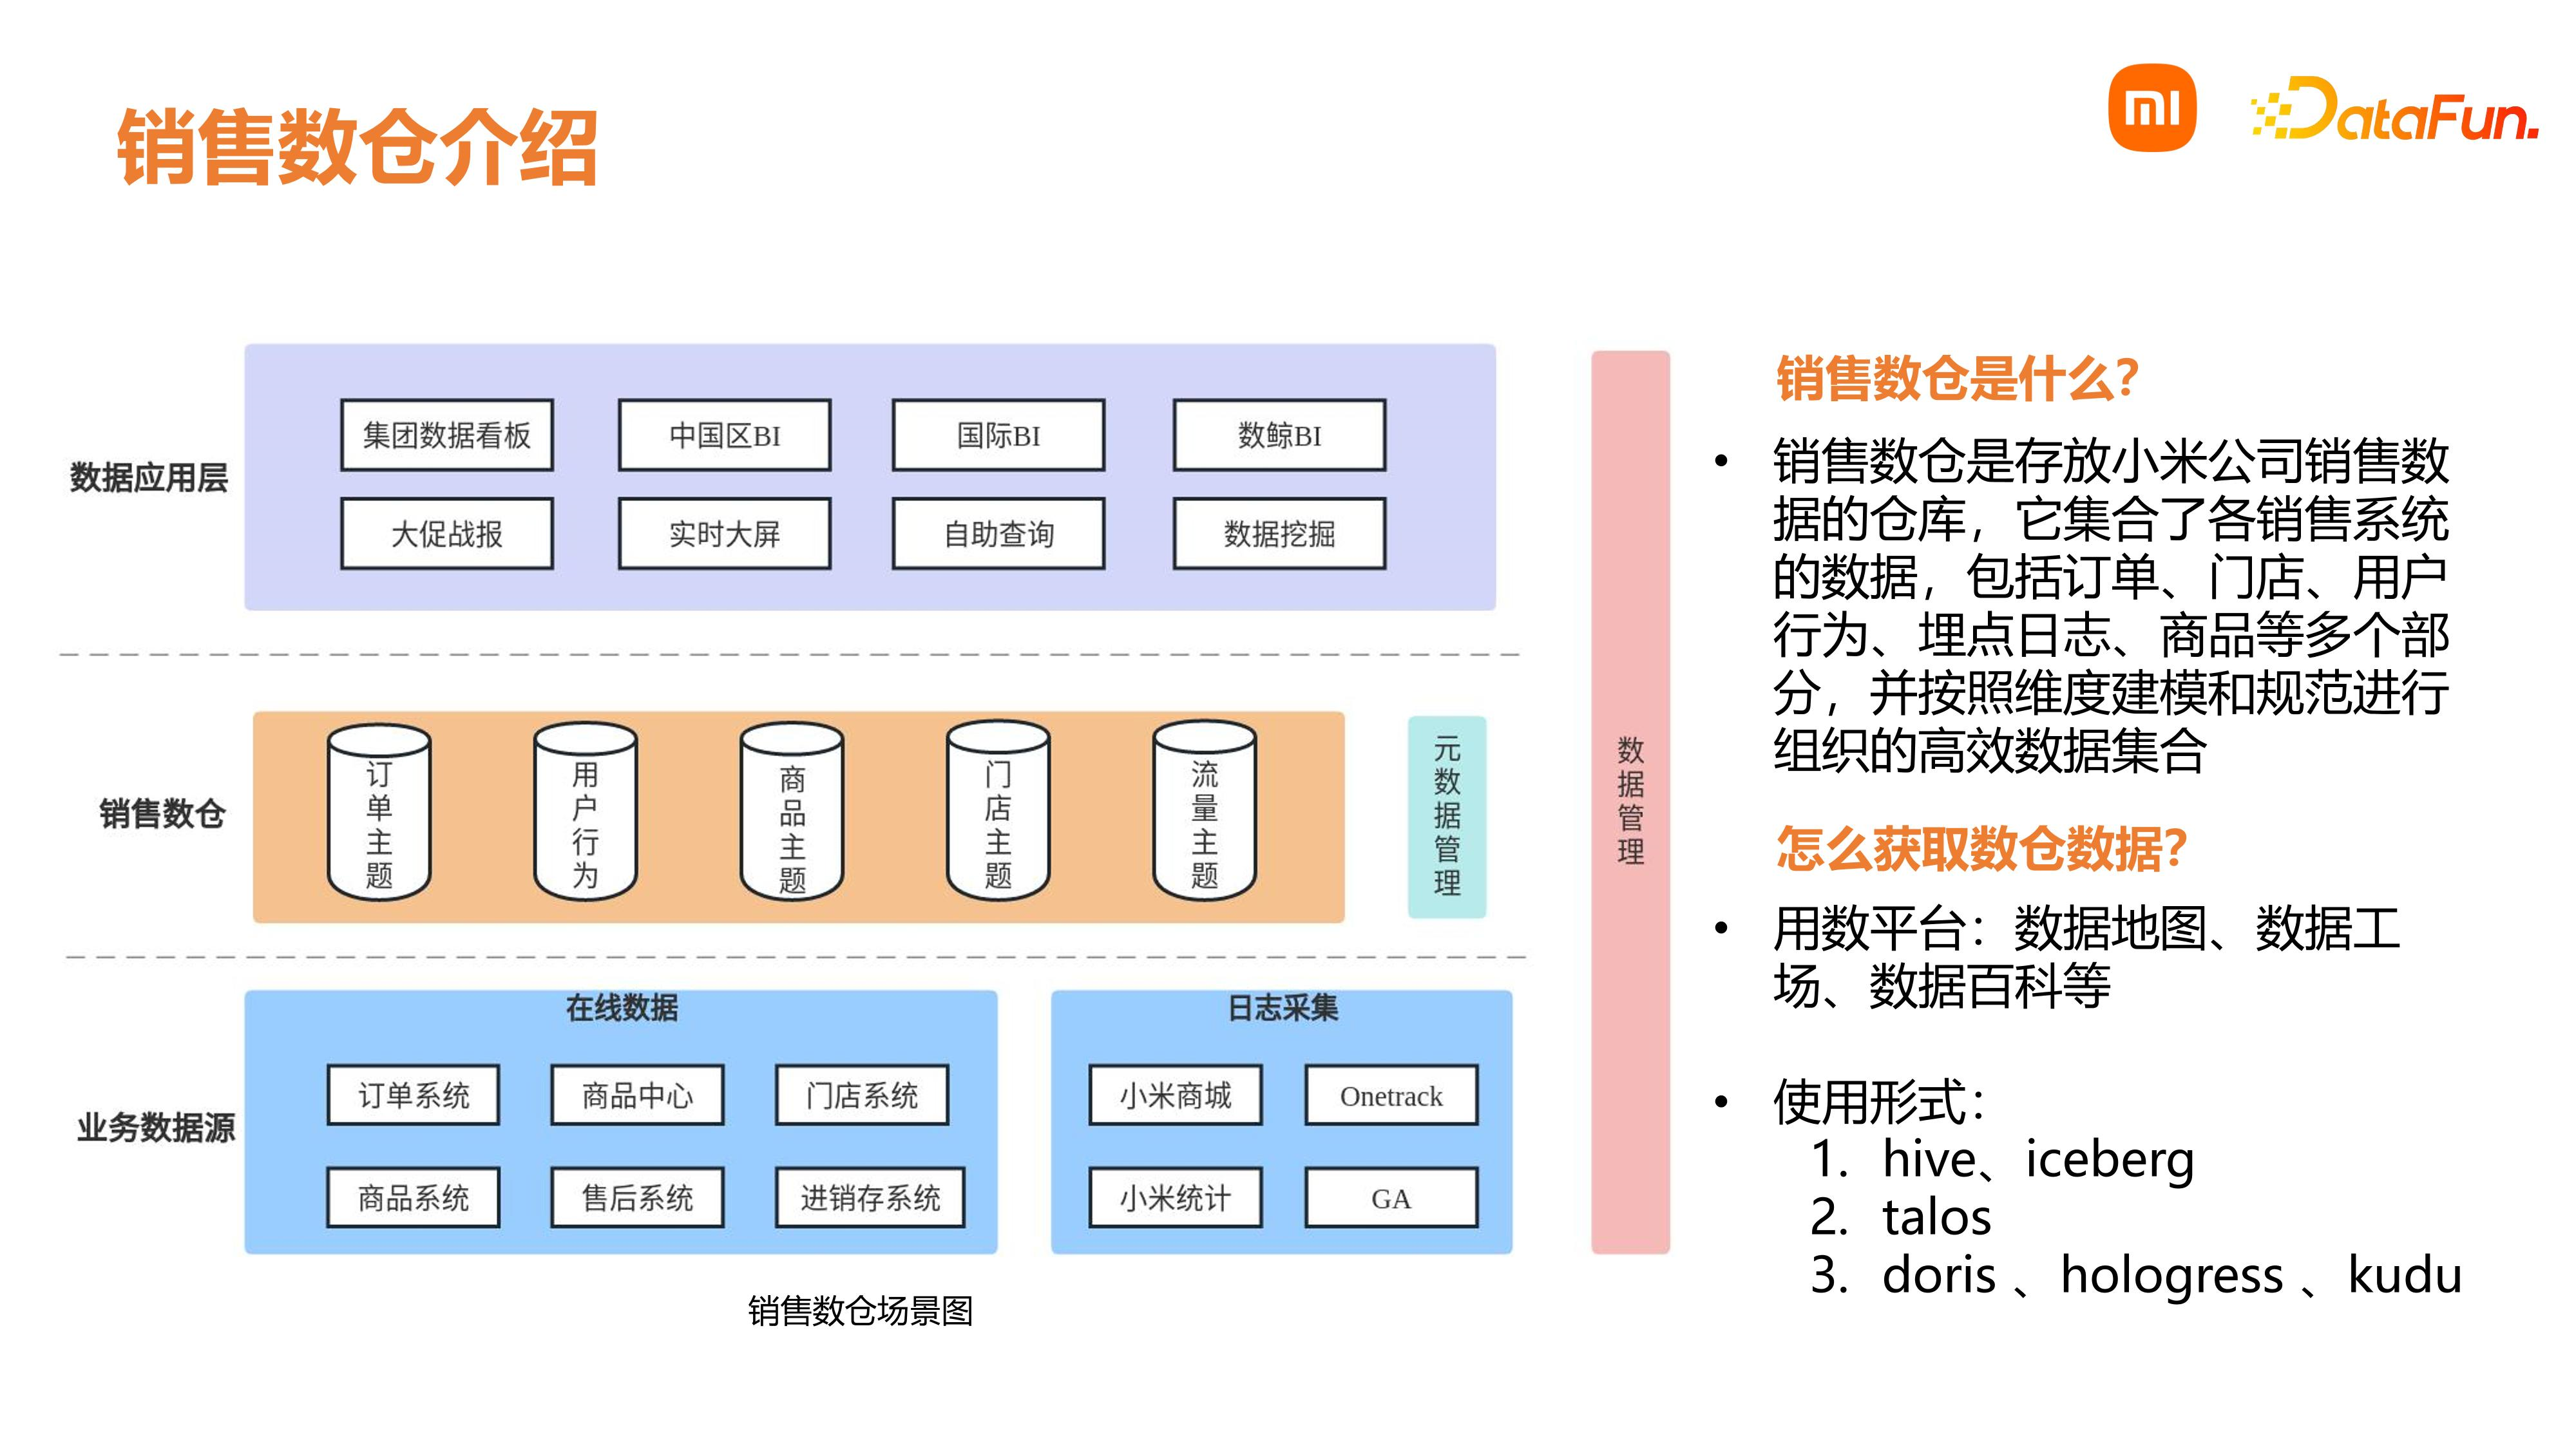 销售数仓介绍
mi
DataFun.
数据应用层
集团数据看板
中国区BI
国际BI
数鲸BI
大促战报
实时大屏
自助查询
数据挖掘
销售数仓
订单主题
用户行为
商品主题
门店主题
流量主题
元数据管理
数据管理
业务数据源
在线数据
订单系统
商品中心
门店系统
商品系统
售后系统
进销存系统
日志采集
小米商城
Onetrack
小米统计
GA
销售数仓场景图
销售数仓是什么?
• 销售数仓是存放小米公司销售数
据的仓库，它集合了各销售系统
的数据，包括订单、门店、用户
行为、埋点日志、商品等多个部
分，并按照维度建模和规范进行
组织的高效数据集合
怎么获取数仓数据?
• 用数平台：数据地图、数据工
场、数据百科等
• 使用形式：
1. hive、iceberg
2. talos
3. doris 、hologress 、kudu